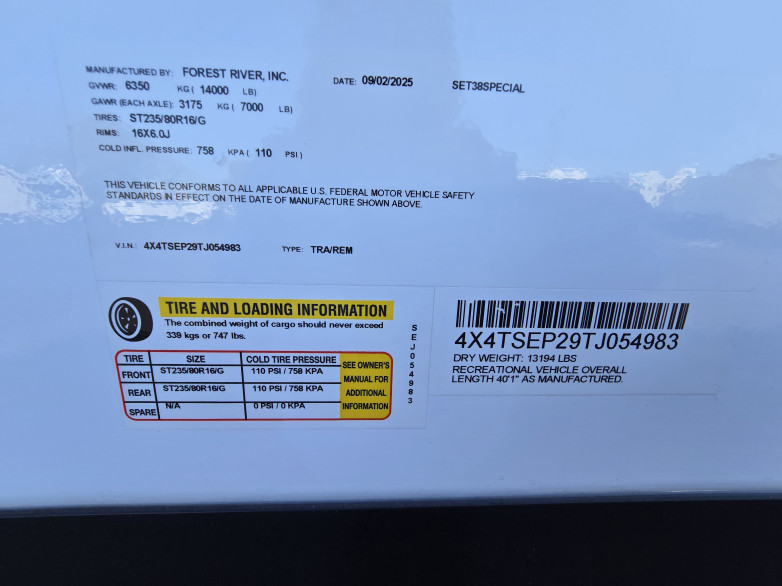 MANUFACTURED BY: FOREST RIVER, INC. DATE: 09/02/2025 SET38SPECIAL
GVWR: 6350 KG ( 14000 LB)
GAWR (EACH AXLE): 3175 KG ( 7000 LB)
TIRES: ST235/80R16/G
RIMS: 16X6.0J
COLD INFL. PRESSURE: 758 KPA ( 110 PSI )
THIS VEHICLE CONFORMS TO ALL APPLICABLE U.S. FEDERAL MOTOR VEHICLE SAFETY
STANDARDS IN EFFECT ON THE DATE OF MANUFACTURE SHOWN ABOVE.
V.I.N.: 4X4TSEP29TJ054983 TYPE: TRA/REM
TIRE AND LOADING INFORMATION
The combined weight of cargo should never exceed
339 kgs or 747 lbs.
TIRE SIZE COLD TIRE PRESSURE
FRONT ST235/80R16/G 110 PSI / 758 KPA
REAR ST235/80R16/G 110 PSI / 758 KPA
SPARE N/A 0 PSI / 0 KPA
SEE OWNER'S
MANUAL FOR
ADDITIONAL
INFORMATION
SEJ054983
4X4TSEP29TJ054983
DRY WEIGHT: 13194 LBS
RECREATIONAL VEHICLE OVERALL
LENGTH 40'1" AS MANUFACTURED.